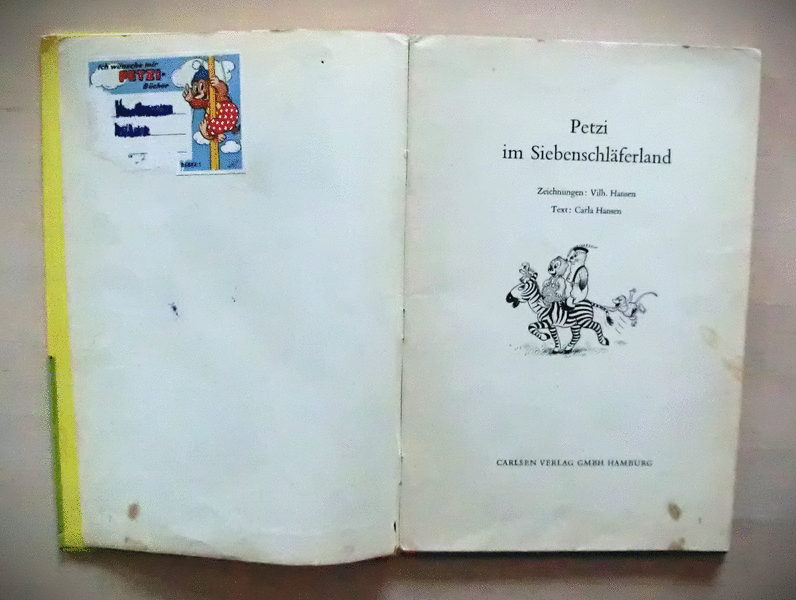 Ich wünsche mir
PETZI-
Bücher
Petzi
im Siebenschläferland
Zeichnungen: Vilh. Hansen
Text: Carla Hansen
CARLSEN VERLAG GMBH HAMBURG